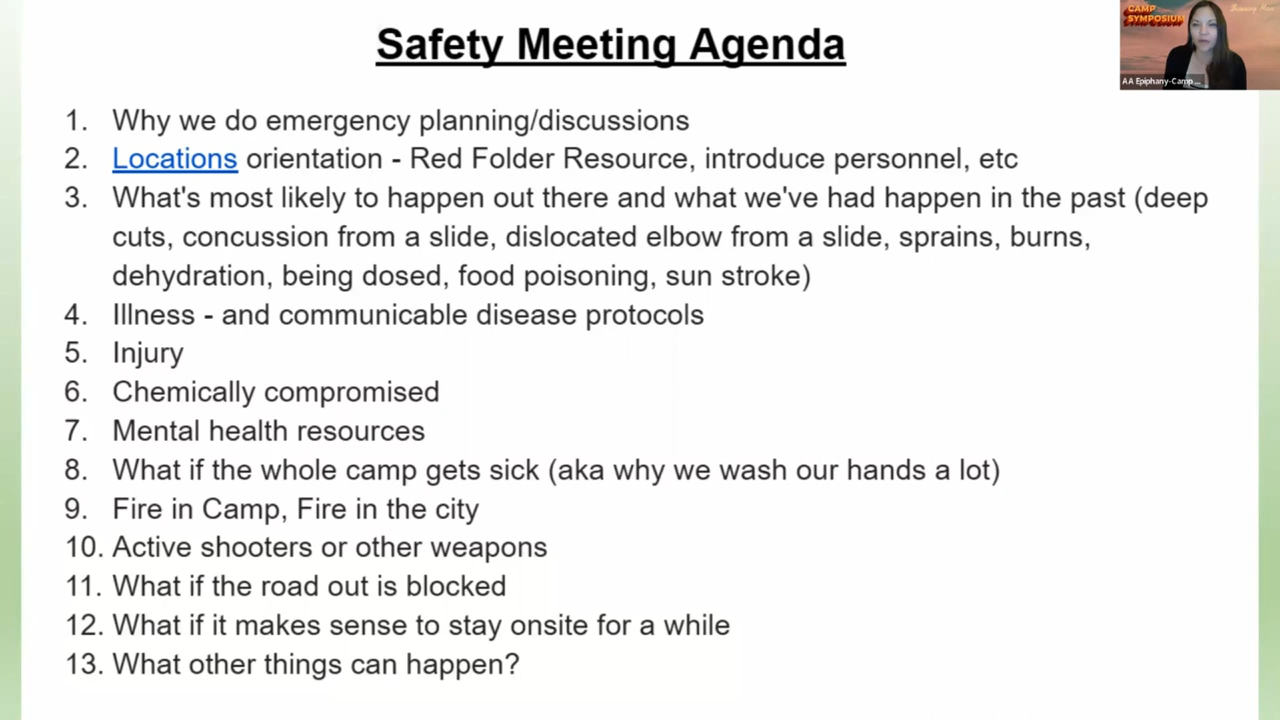 Safety Meeting Agenda
CAMP
SYMPOSIUM
Burning Man
AA Epiphany-Camp ...
1. Why we do emergency planning/discussions
2. Locations orientation - Red Folder Resource, introduce personnel, etc
3. What's most likely to happen out there and what we've had happen in the past (deep
cuts, concussion from a slide, dislocated elbow from a slide, sprains, burns,
dehydration, being dosed, food poisoning, sun stroke)
4. Illness - and communicable disease protocols
5. Injury
6. Chemically compromised
7. Mental health resources
8. What if the whole camp gets sick (aka why we wash our hands a lot)
9. Fire in Camp, Fire in the city
10. Active shooters or other weapons
11. What if the road out is blocked
12. What if it makes sense to stay onsite for a while
13. What other things can happen?